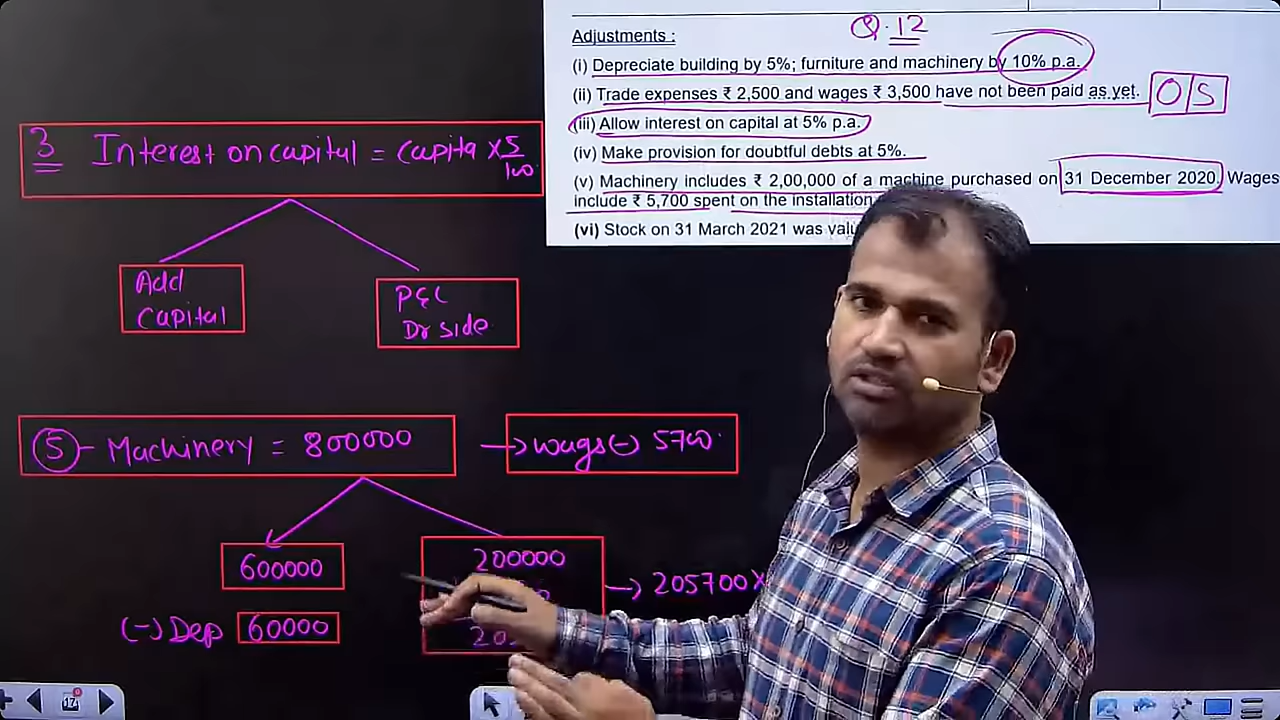 Q.12
Adjustments :
(i) Depreciate building by 5%; furniture and machinery by 10% p.a.
(ii) Trade expenses ₹ 2,500 and wages ₹ 3,500 have not been paid as yet.
O S
(iii) Allow interest on capital at 5% p.a.
(iv) Make provision for doubtful debts at 5%.
(v) Machinery includes ₹ 2,00,000 of a machine purchased on 31 December 2020. Wages
include ₹ 5,700 spent on the installation
(vi) Stock on 31 March 2021 was
3 Interest on capital = capita × 5/100
Add
Capital
P&L
Dr side
5 - Machinery = 800000
→ wags (-) 5700
600000
(-) Dep 60000
200000
→ 205700 X
17